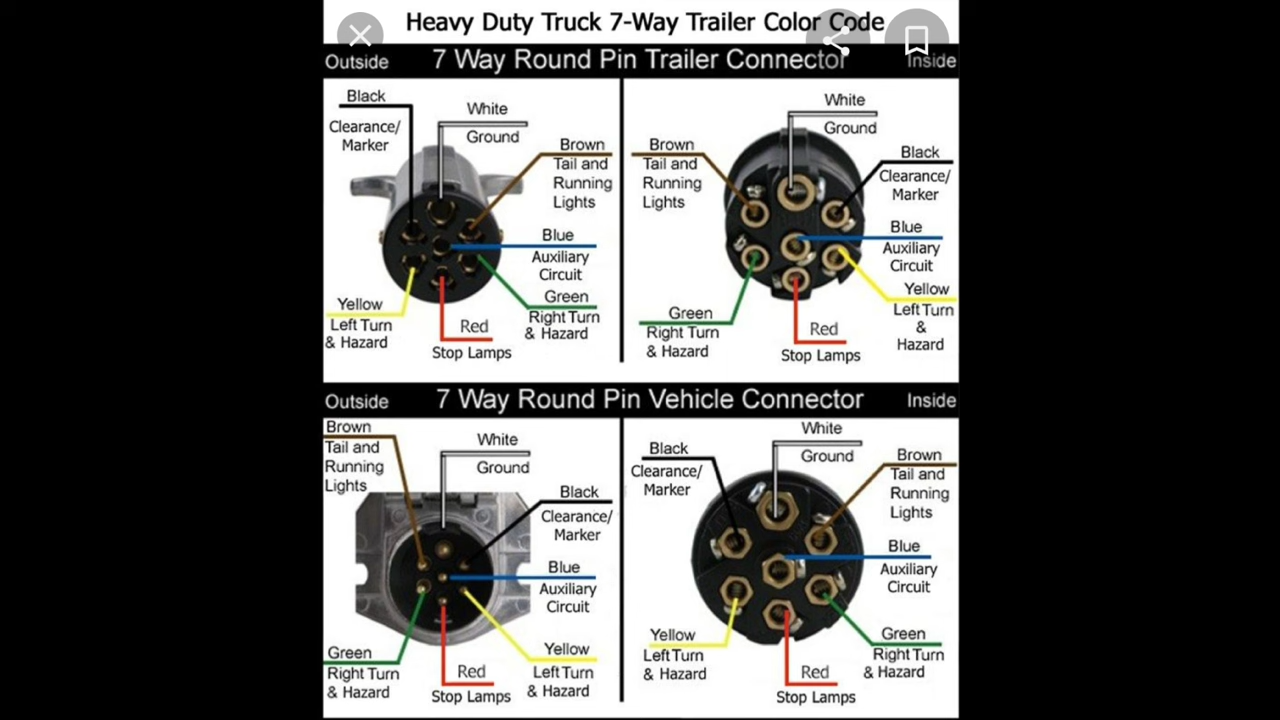 Heavy Duty Truck 7-Way Trailer Color Code
Outside 7 Way Round Pin Trailer Connector Inside
Black
Clearance/
Marker
White
Ground
Brown
Tail and
Running
Lights
Blue
Auxiliary
Circuit
Green
Right Turn
& Hazard
Yellow
Left Turn
& Hazard
Red
Stop Lamps
White
Ground
Brown
Tail and
Running
Lights
Black
Clearance/
Marker
Blue
Auxiliary
Circuit
Yellow
Left Turn
&
Hazard
Green
Right Turn
& Hazard
Red
Stop Lamps
Outside 7 Way Round Pin Vehicle Connector Inside
Brown
Tail and
Running
Lights
White
Ground
Black
Clearance/
Marker
Blue
Auxiliary
Circuit
Yellow
Left Turn
& Hazard
Green
Right Turn
& Hazard
Red
Stop Lamps
White
Ground
Black
Clearance/
Marker
Brown
Tail and
Running
Lights
Blue
Auxiliary
Circuit
Green
Right Turn
& Hazard
Yellow
Left Turn
& Hazard
Red
Stop Lamps